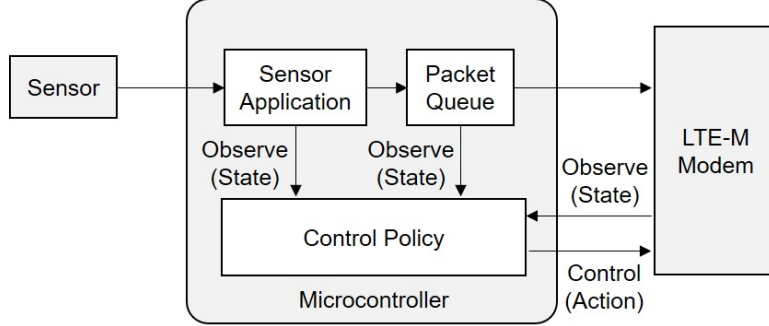 Sensor
Sensor
Application
Packet
Queue
LTE-M
Modem
Observe
(State)
Observe
(State)
Observe
(State)
Control Policy
Control
(Action)
Microcontroller